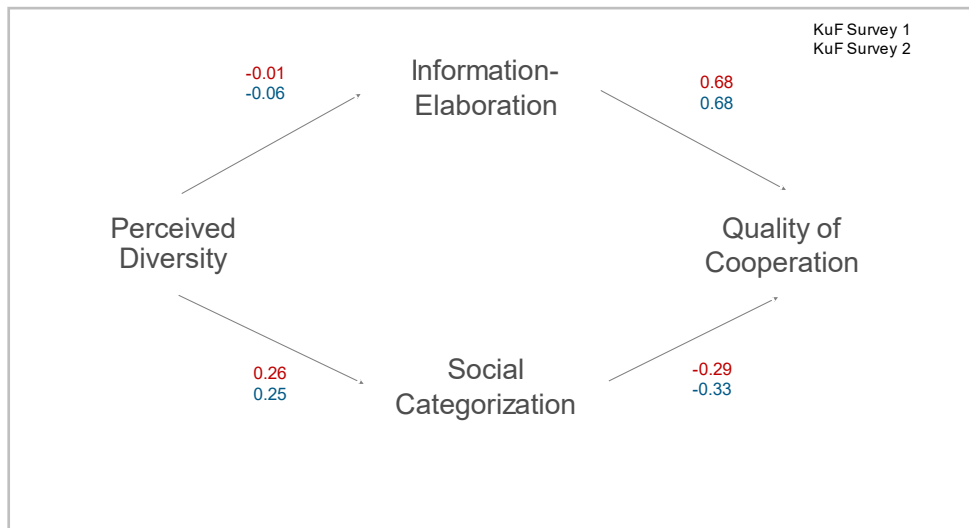 KuF Survey 1
KuF Survey 2
-0.01
-0.06
Information-
Elaboration
0.68
0.68
Perceived
Diversity
Quality of
Cooperation
0.26
0.25
Social
Categorization
-0.29
-0.33